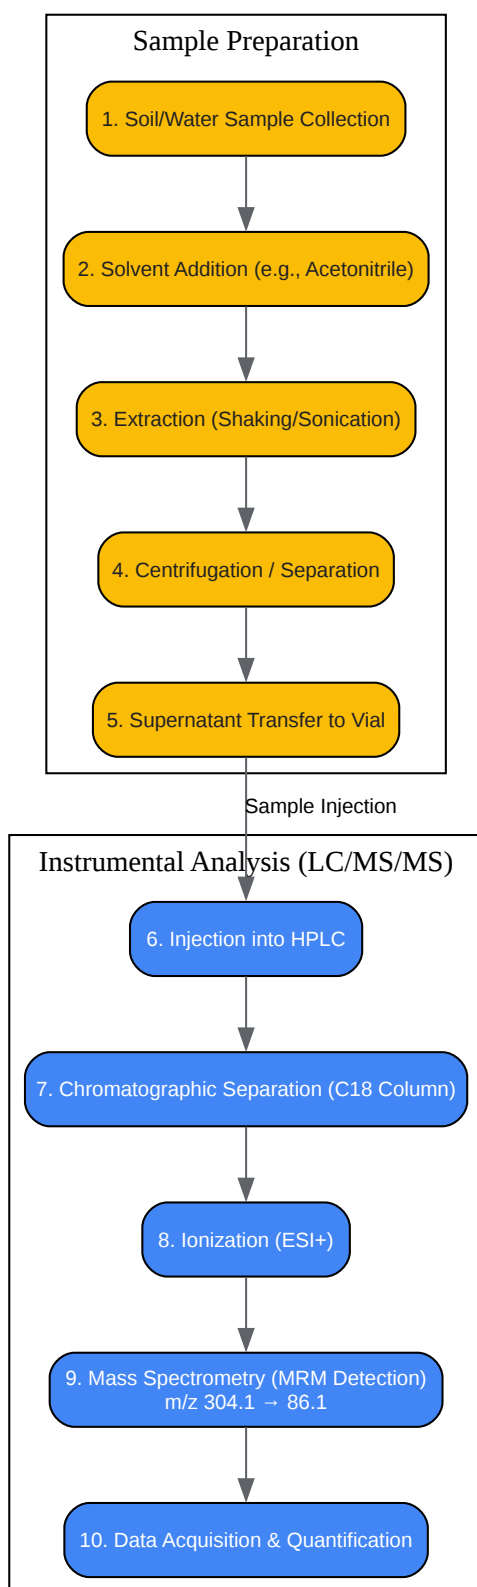 Sample Preparation
1. Soil/Water Sample Collection
2. Solvent Addition (e.g., Acetonitrile)
3. Extraction (Shaking/Sonication)
4. Centrifugation / Separation
5. Supernatant Transfer to Vial
Sample Injection
Instrumental Analysis (LC/MS/MS)
6. Injection into HPLC
7. Chromatographic Separation (C18 Column)
8. Ionization (ESI+)
9. Mass Spectrometry (MRM Detection)
m/z 304.1 → 86.1
10. Data Acquisition & Quantification